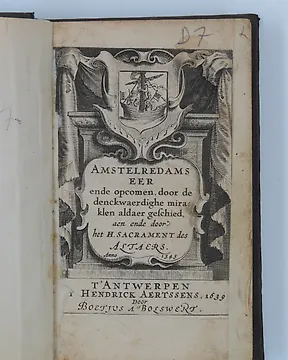 D7
AMSTELREDAMS
EER
ende opcomen, door de
denckwaerdighe mira-
klen aldaer geschied,
aen ende door
het H. SACRAMENT des
ALTAERS.
Anno 1345
T'ANTWERPEN
HENDRICK AERTSSENS, 1639
Door
BOETIUS A BOLSWERT.